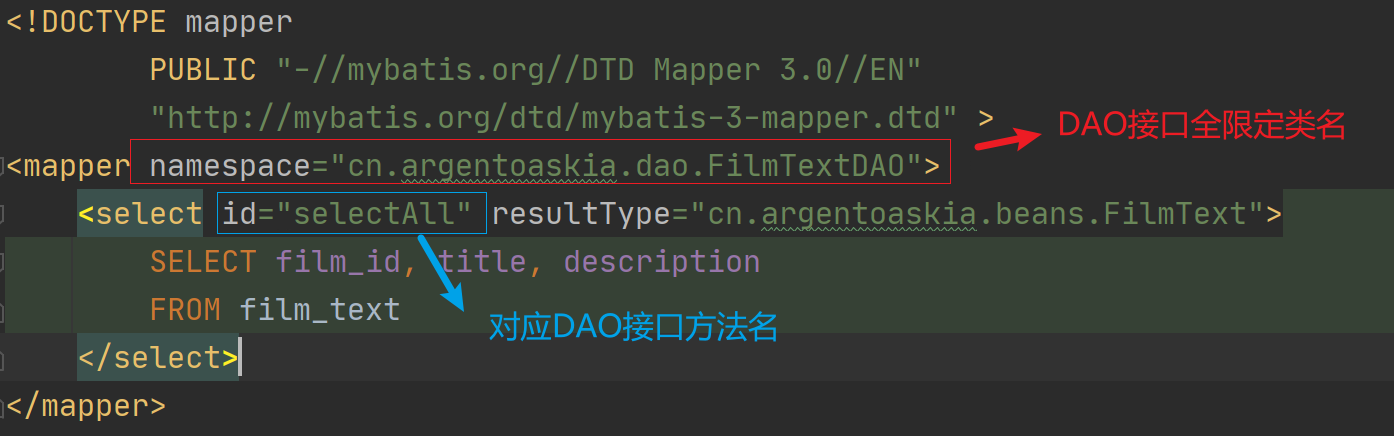 <!DOCTYPE mapper
PUBLIC "-//mybatis.org//DTD Mapper 3.0//EN"
"http://mybatis.org/dtd/mybatis-3-mapper.dtd" >
DAO接口全限定类名
<mapper namespace="cn.argentoaskia.dao.FilmTextDAO">
<select id="selectAll" resultType="cn.argentoaskia.beans.FilmText">
SELECT film_id, title, description
FROM film_text
对应DAO接口方法名
</select>
</mapper>